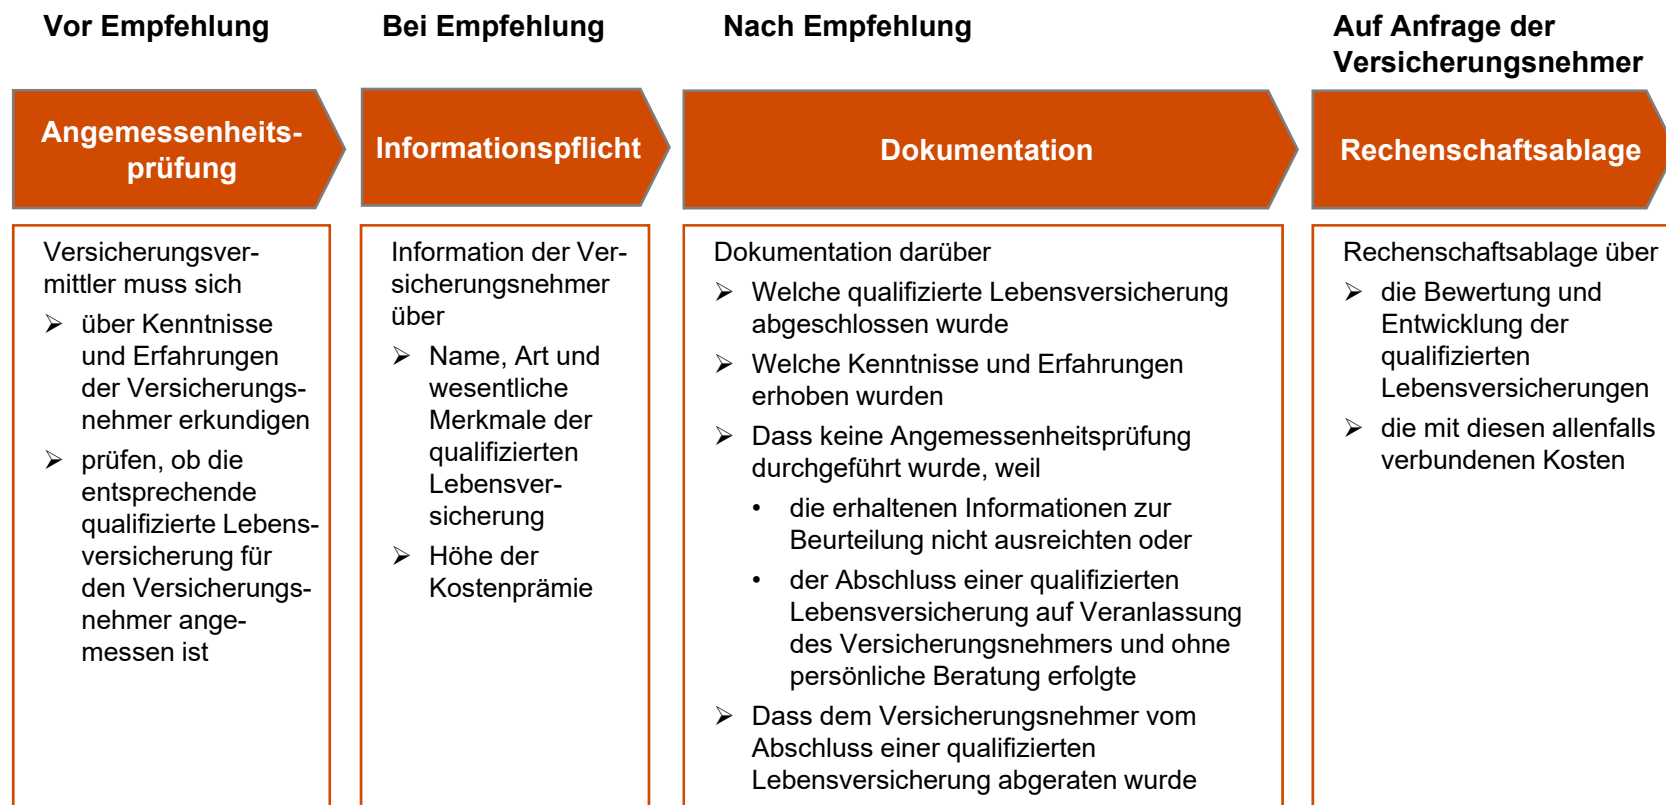 Vor Empfehlung
Angemessenheits-
prüfung
Versicherungsver-
mittler muss sich
➢ über Kenntnisse
und Erfahrungen
der Versicherungs-
nehmer erkundigen
➢ prüfen, ob die
entsprechende
qualifizierte Lebens-
versicherung für
den Versicherungs-
nehmer ange-
messen ist
Bei Empfehlung
Informationspflicht
Information der Ver-
sicherungsnehmer
über
➢ Name, Art und
wesentliche
Merkmale der
qualifizierten
Lebensver-
sicherung
➢ Höhe der
Kostenprämie
Nach Empfehlung
Dokumentation
Dokumentation darüber
➢ Welche qualifizierte Lebensversicherung
abgeschlossen wurde
➢ Welche Kenntnisse und Erfahrungen
erhoben wurden
➢ Dass keine Angemessenheitsprüfung
durchgeführt wurde, weil
• die erhaltenen Informationen zur
Beurteilung nicht ausreichten oder
• der Abschluss einer qualifizierten
Lebensversicherung auf Veranlassung
des Versicherungsnehmers und ohne
persönliche Beratung erfolgte
➢ Dass dem Versicherungsnehmer vom
Abschluss einer qualifizierten
Lebensversicherung abgeraten wurde
Auf Anfrage der
Versicherungsnehmer
Rechenschaftsablage
Rechenschaftsablage über
➢ die Bewertung und
Entwicklung der
qualifizierten
Lebensversicherungen
➢ die mit diesen allenfalls
verbundenen Kosten